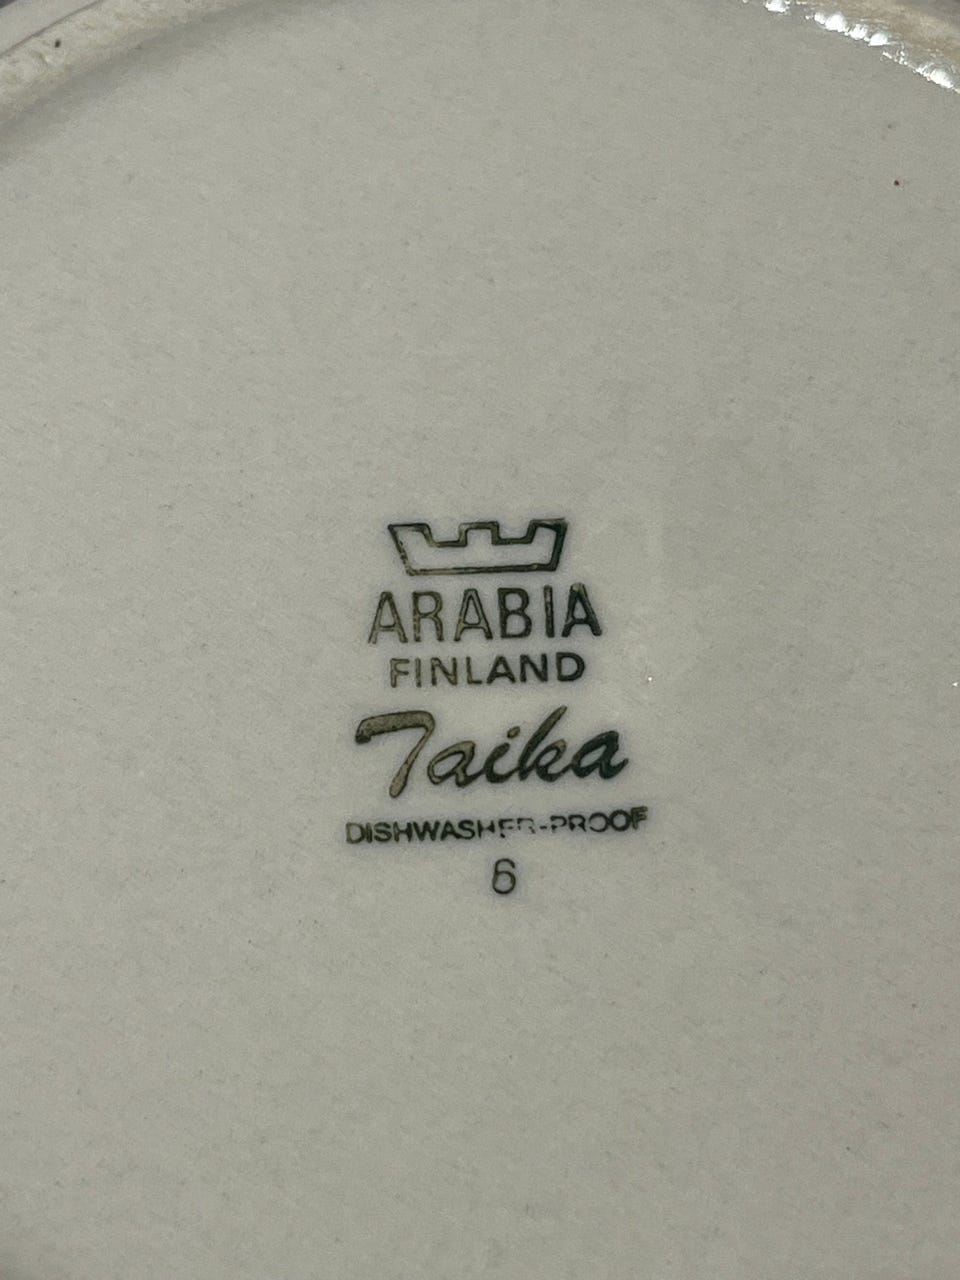 ARABIA
FINLAND
Taika
DISHWASHER-PROOF
6